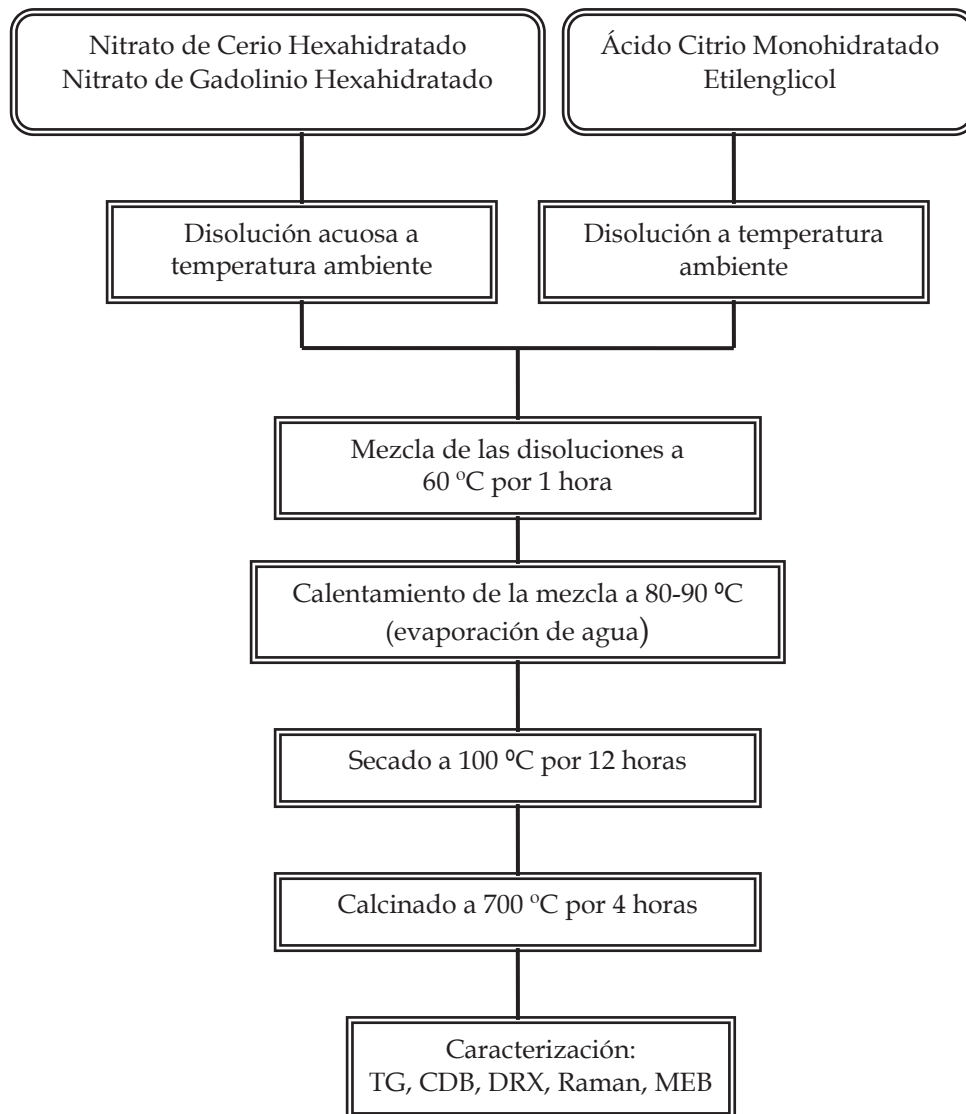 Nitrato de Cerio Hexahidratado
Nitrato de Gadolinio Hexahidratado
Ácido Citrio Monohidratado
Etilenglicol
Disolución acuosa a
temperatura ambiente
Disolución a temperatura
ambiente
Mezcla de las disoluciones a
60 ºC por 1 hora
Calentamiento de la mezcla a 80-90 ⁰C
(evaporación de agua)
Secado a 100 ⁰C por 12 horas
Calcinado a 700 ºC por 4 horas
Caracterización:
TG, CDB, DRX, Raman, MEB